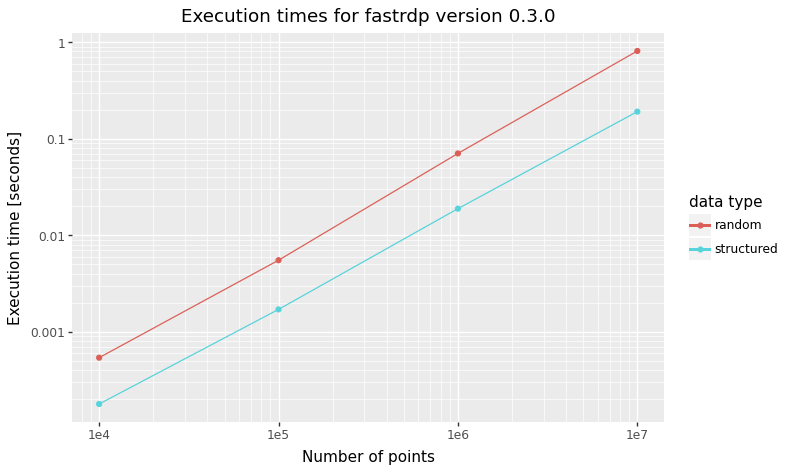 Execution times for fastrdp version 0.3.0
Execution time [seconds]
1
0.1
0.01
0.001
1e4
1e5
1e6
1e7
Number of points
data type
random
structured